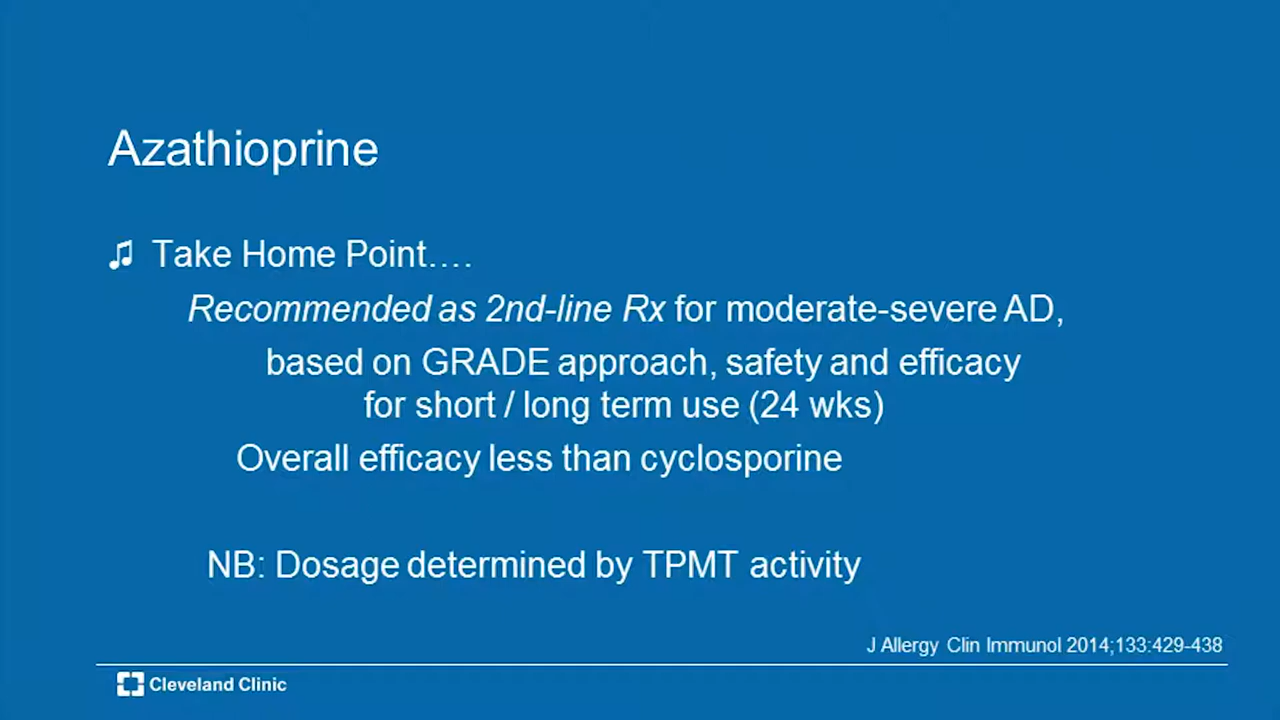 Azathioprine
♫ Take Home Point....
Recommended as 2nd-line Rx for moderate-severe AD,
based on GRADE approach, safety and efficacy
for short / long term use (24 wks)
Overall efficacy less than cyclosporine
NB: Dosage determined by TPMT activity
J Allergy Clin Immunol 2014;133:429-438
Cleveland Clinic